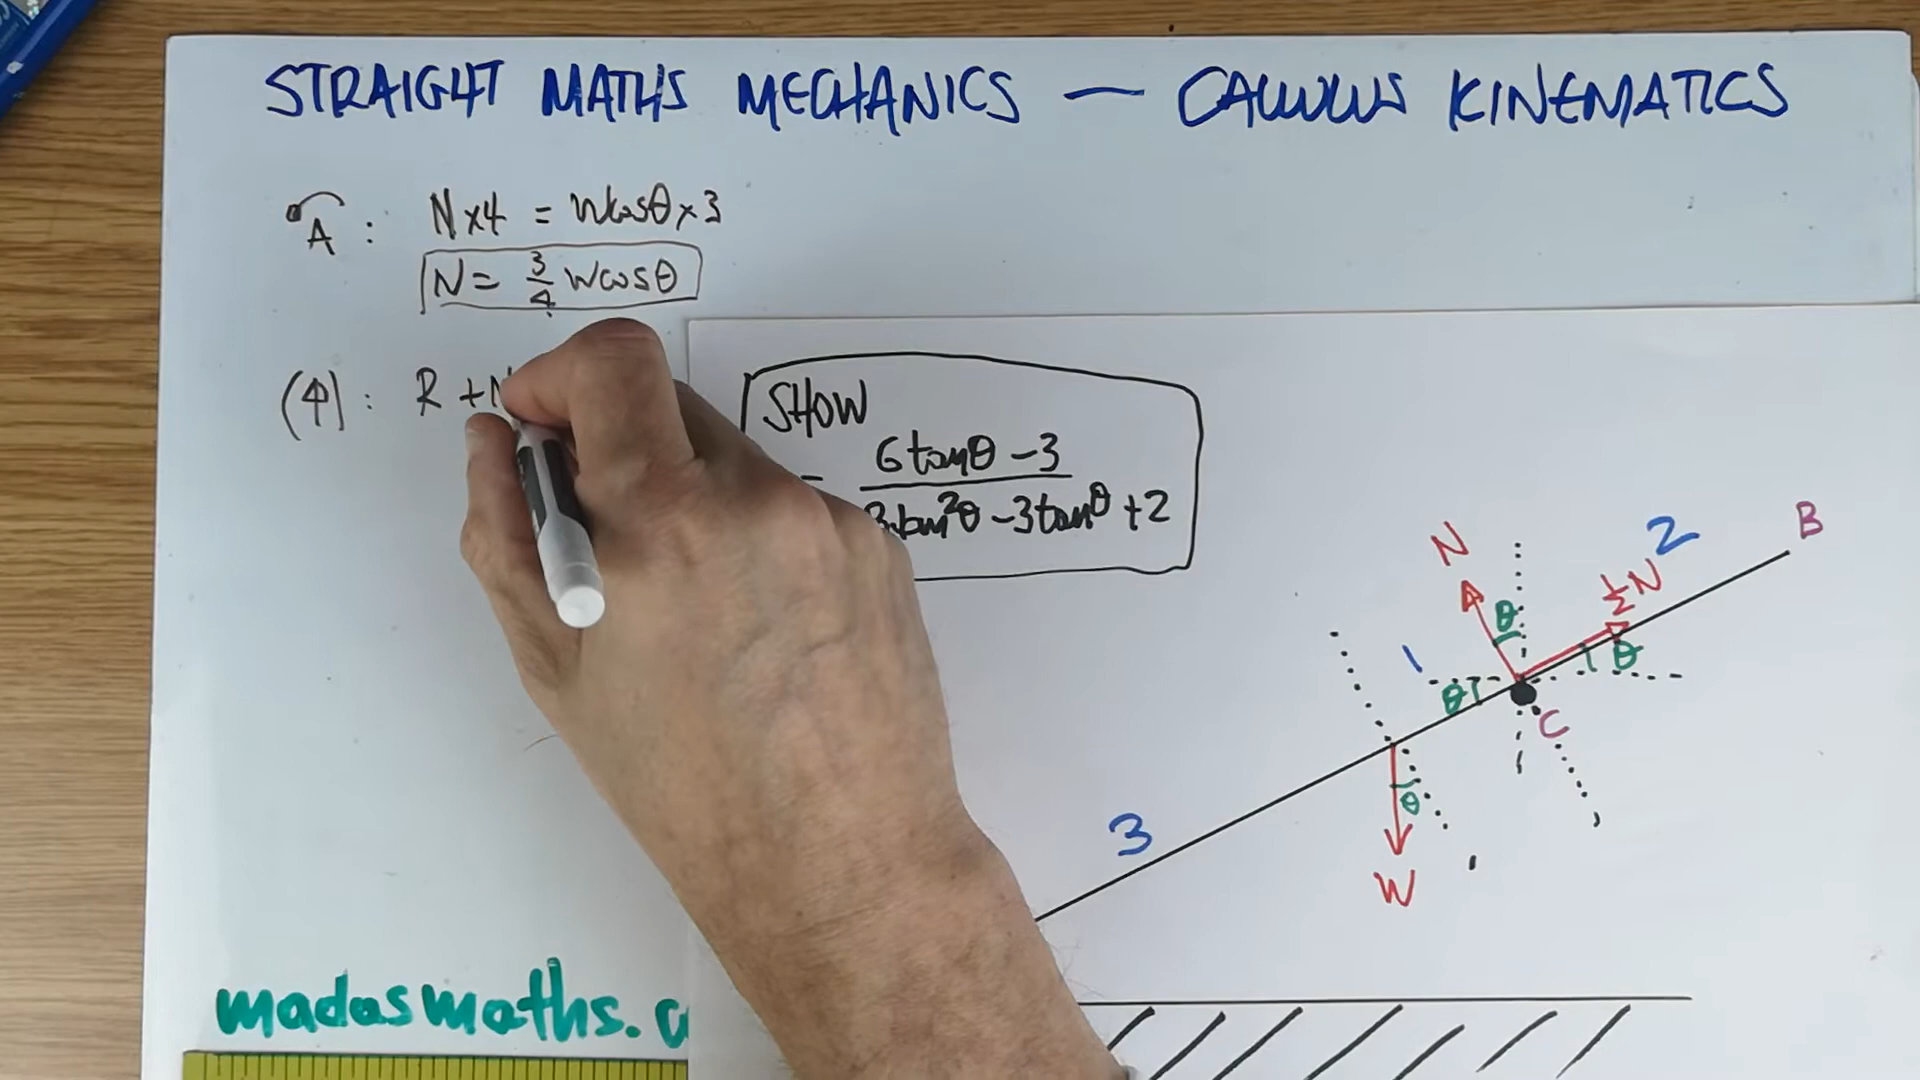 STRAIGHT MATHS MECHANICS — CALCULUS KINEMATICS
A : N×4 = Wcosθ×3
N = 3/4 Wcosθ
(↑) : R + N
SHOW
= 6tanθ - 3
3tan²θ - 3tanθ + 2
B
2
N
½N
θ
1
θ
θ
C
3
θ
W
madasmaths.